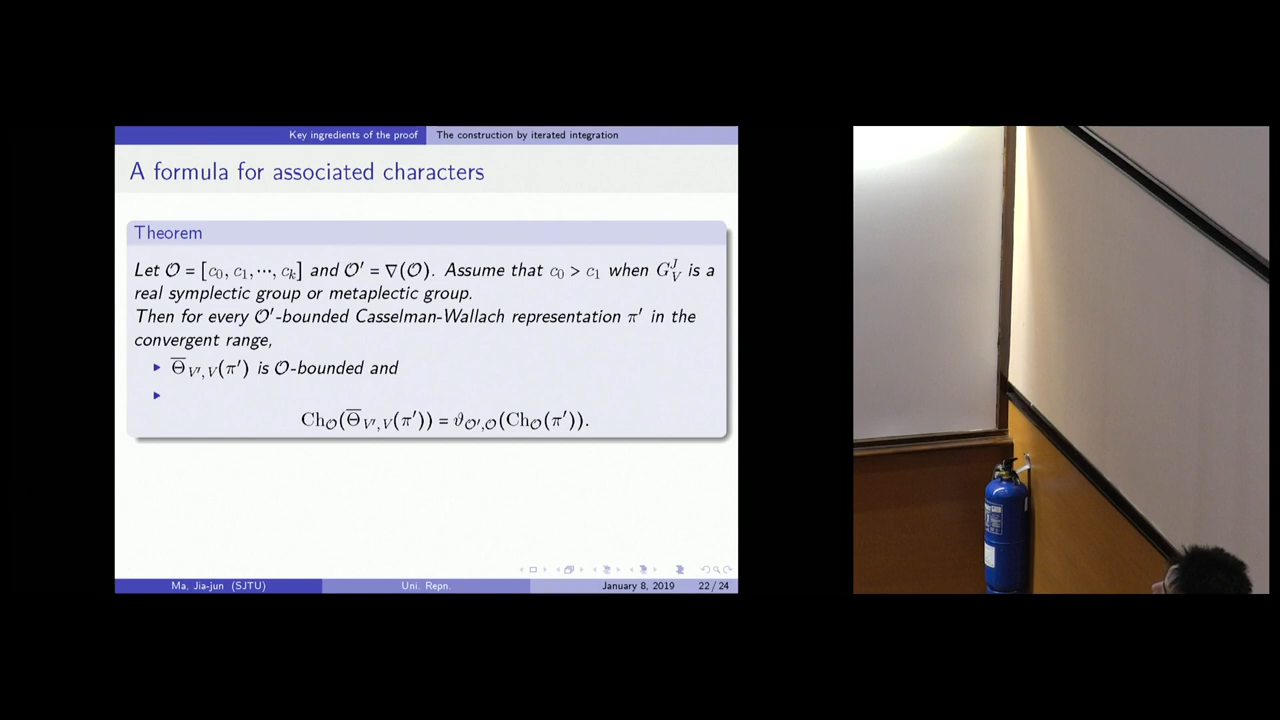 Key ingredients of the proof The construction by iterated integration
A formula for associated characters
Theorem
Let 𝒪 = [c₀, c₁, ⋯, cₖ] and 𝒪′ = ∇(𝒪). Assume that c₀ > c₁ when G_V^J is a
real symplectic group or metaplectic group.
Then for every 𝒪′-bounded Casselman-Wallach representation π′ in the
convergent range,
▸ Θ̅_{V′,V}(π′) is 𝒪-bounded and
▸
Ch_𝒪(Θ̅_{V′,V}(π′)) = ϑ_{𝒪′,𝒪}(Ch_𝒪(π′)).
Ma, Jia-jun (SJTU) Uni. Repn. January 8, 2019 22 / 24